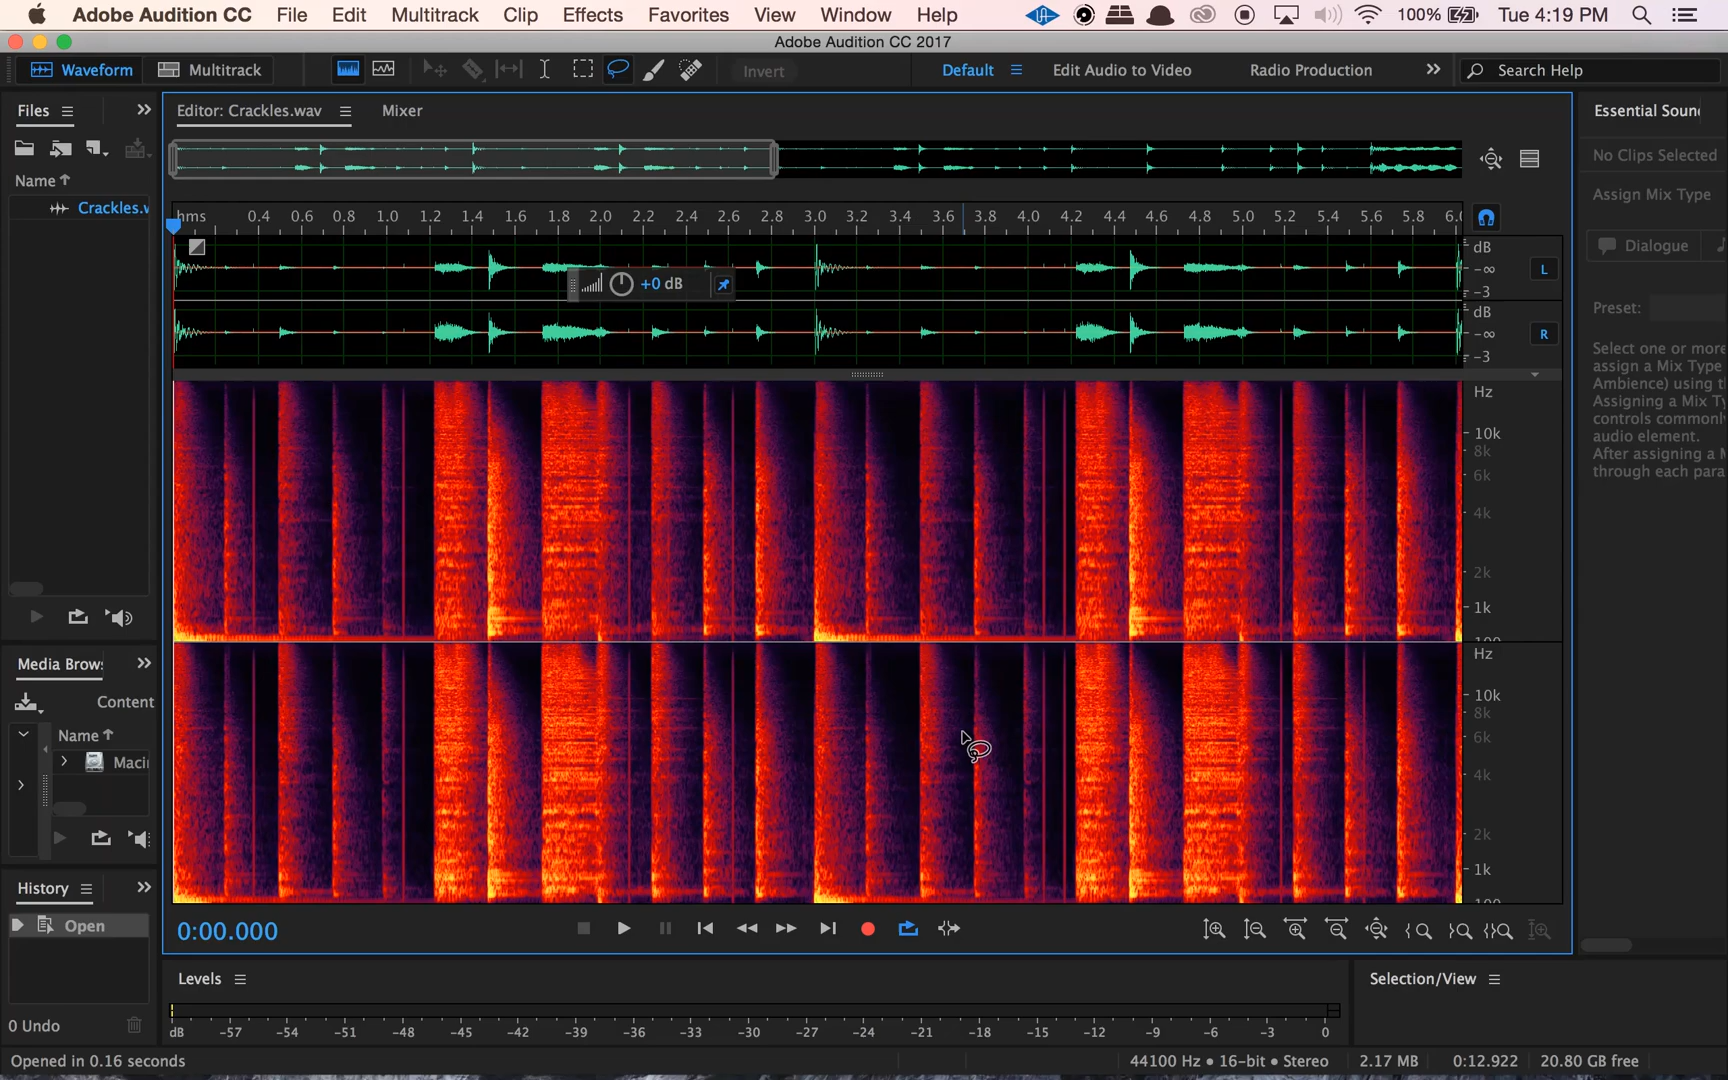 Adobe Audition CC File Edit Multitrack Clip Effects Favorites View Window Help 100% Tue 4:19 PM
Adobe Audition CC 2017
Waveform Multitrack Invert Default Edit Audio to Video Radio Production Search Help
Files
Name
Crackles.w
Editor: Crackles.wav Mixer
hms 0.4 0.6 0.8 1.0 1.2 1.4 1.6 1.8 2.0 2.2 2.4 2.6 2.8 3.0 3.2 3.4 3.6 3.8 4.0 4.2 4.4 4.6 4.8 5.0 5.2 5.4 5.6 5.8 6.0
dB
-∞
-3
L
+0 dB
dB
-∞
-3
R
Hz
10k
8k
6k
4k
2k
1k
100
Hz
10k
8k
6k
4k
2k
1k
100
Essential Soun
No Clips Selected
Assign Mix Type
Dialogue
Preset:
Select one or more
assign a Mix Type
Ambience) using t
Assigning a Mix Ty
controls commonl
audio element.
After assigning a M
through each para
Media Brows
Content
Name
Macin
History
Open
0 Undo
0:00.000
Levels
dB -57 -54 -51 -48 -45 -42 -39 -36 -33 -30 -27 -24 -21 -18 -15 -12 -9 -6 -3 0
Selection/View
Opened in 0.16 seconds
44100 Hz • 16-bit • Stereo 2.17 MB 0:12.922 20.80 GB free